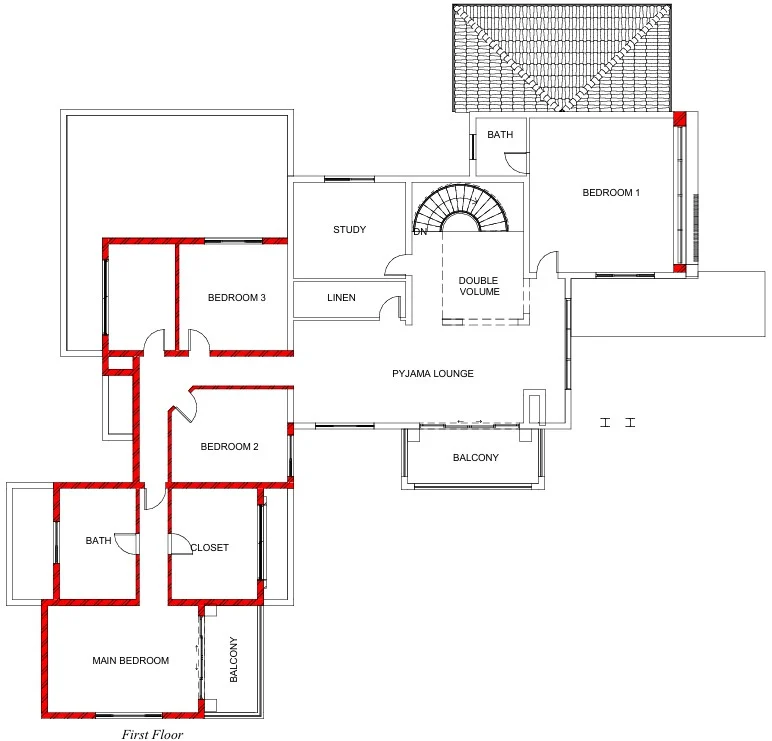 BATH
BEDROOM 1
STUDY
DN
DOUBLE
VOLUME
BEDROOM 3
LINEN
PYJAMA LOUNGE
BEDROOM 2
BALCONY
BATH
CLOSET
MAIN BEDROOM
BALCONY
First Floor